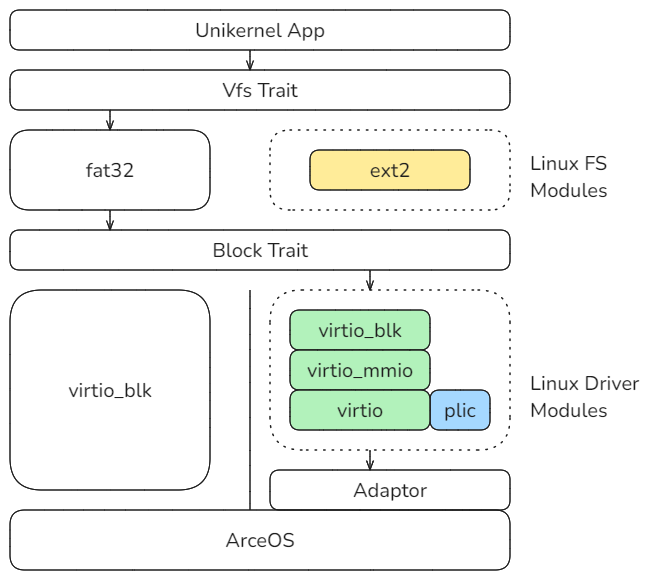 Unikernel App
Vfs Trait
fat32
ext2
Linux FS
Modules
Block Trait
virtio_blk
virtio_blk
virtio_mmio
virtio
plic
Linux Driver
Modules
Adaptor
ArceOS